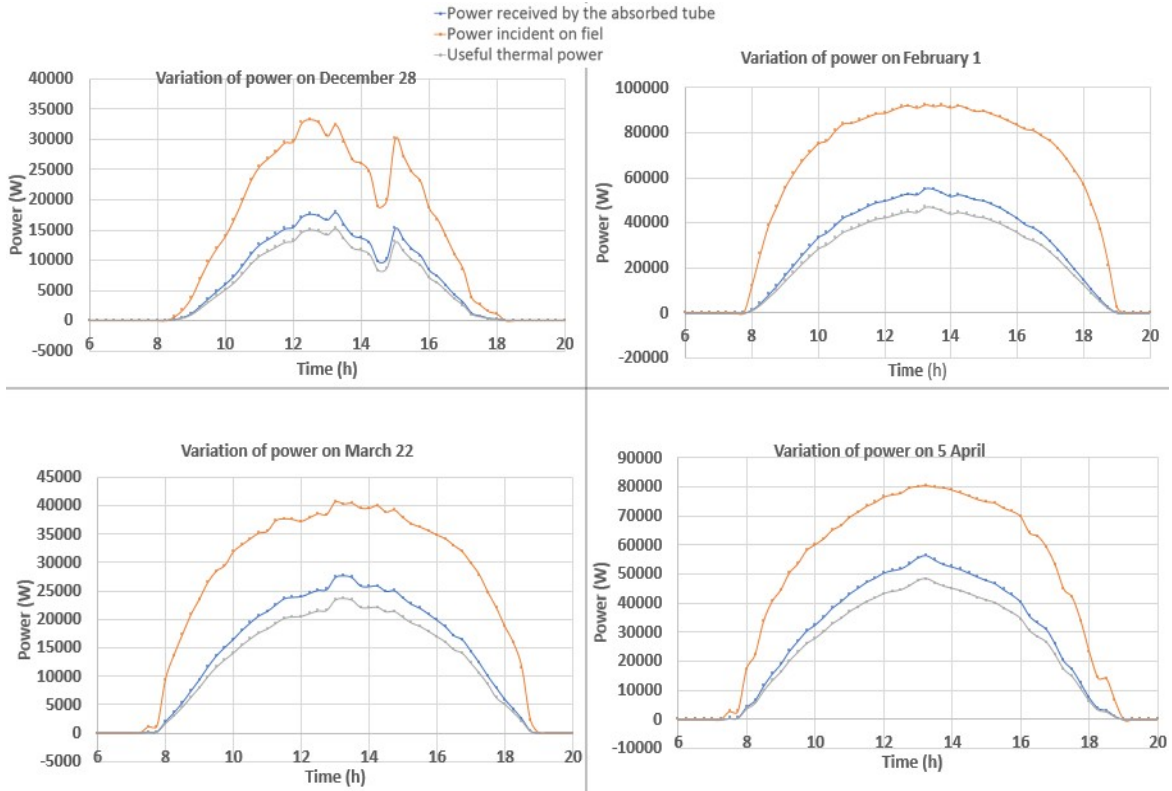 Power received by the absorbed tube
Power incident on fiel
Useful thermal power
Variation of power on December 28
40000
35000
30000
25000
20000
15000
10000
5000
0
-5000
Power (W)
6 8 10 12 14 16 18 20
Time (h)
Variation of power on February 1
100000
80000
60000
40000
20000
0
-20000
Power (W)
6 8 10 12 14 16 18 20
Time (h)
Variation of power on March 22
45000
40000
35000
30000
25000
20000
15000
10000
5000
0
-5000
Power (W)
6 8 10 12 14 16 18 20
Time (h)
Variation of power on 5 April
90000
80000
70000
60000
50000
40000
30000
20000
10000
0
-10000
Power (W)
6 8 10 12 14 16 18 20
Time (h)